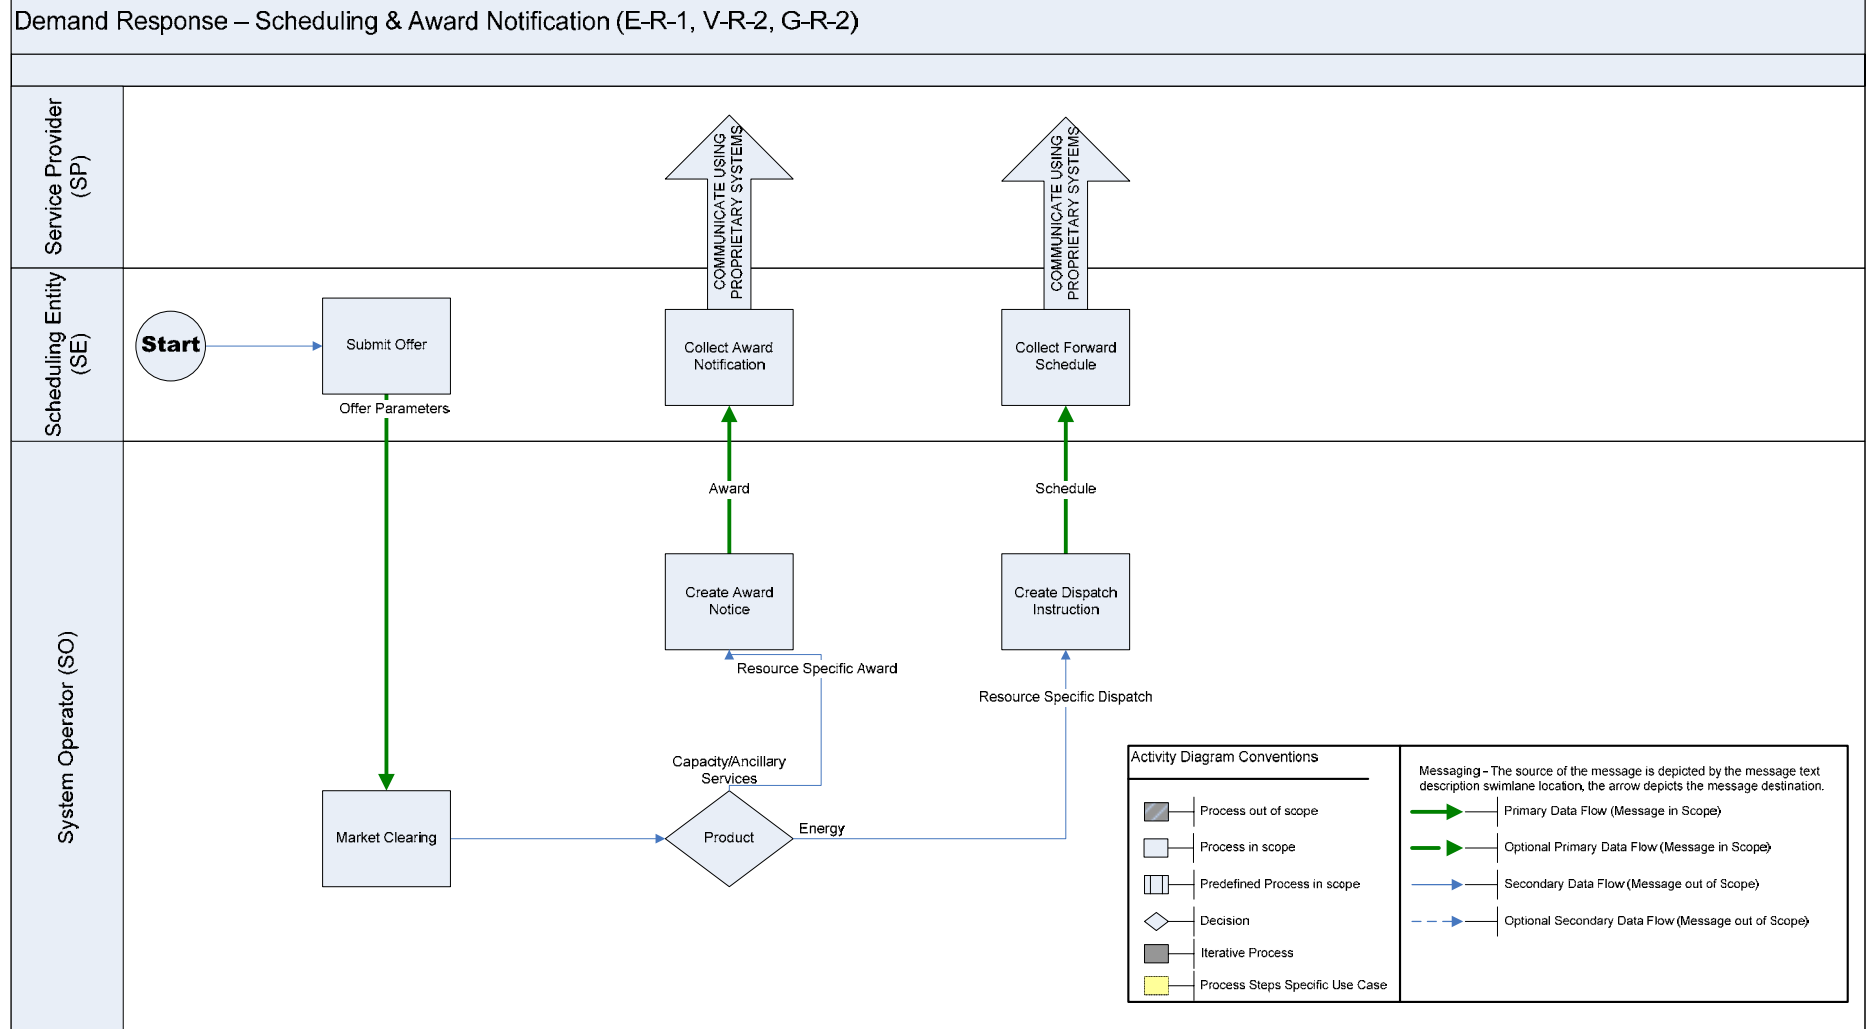 Demand Response – Scheduling & Award Notification (E-R-1, V-R-2, G-R-2)
Service Provider
(SP)
COMMUNICATE USING
PROPRIETARY SYSTEMS
COMMUNICATE USING
PROPRIETARY SYSTEMS
Scheduling Entity
(SE)
Start
Submit Offer
Collect Award
Notification
Collect Forward
Schedule
Offer Parameters
System Operator (SO)
Award
Schedule
Create Award
Notice
Create Dispatch
Instruction
Resource Specific Award
Resource Specific Dispatch
Capacity/Ancillary
Services
Market Clearing
Product
Energy
Activity Diagram Conventions
Process out of scope
Process in scope
Predefined Process in scope
Decision
Iterative Process
Process Steps Specific Use Case
Messaging - The source of the message is depicted by the message text
description swimlane location, the arrow depicts the message destination.
Primary Data Flow (Message in Scope)
Optional Primary Data Flow (Message in Scope)
Secondary Data Flow (Message out of Scope)
Optional Secondary Data Flow (Message out of Scope)